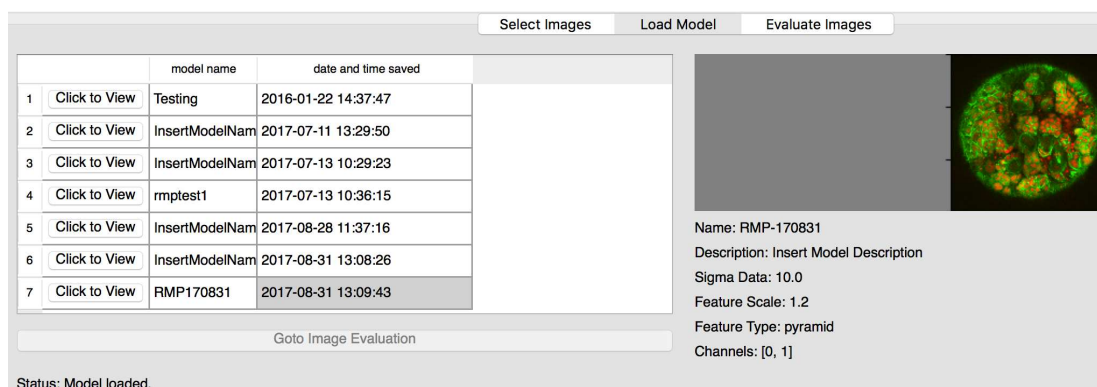 Select Images Load Model Evaluate Images
model name date and time saved
1 Click to View Testing 2016-01-22 14:37:47
2 Click to View InsertModelNam 2017-07-11 13:29:50
3 Click to View InsertModelNam 2017-07-13 10:29:23
4 Click to View rmptest1 2017-07-13 10:36:15
5 Click to View InsertModelNam 2017-08-28 11:37:16
6 Click to View InsertModelNam 2017-08-31 13:08:26
7 Click to View RMP170831 2017-08-31 13:09:43
Goto Image Evaluation
Status: Model loaded.
Name: RMP-170831
Description: Insert Model Description
Sigma Data: 10.0
Feature Scale: 1.2
Feature Type: pyramid
Channels: [0, 1]